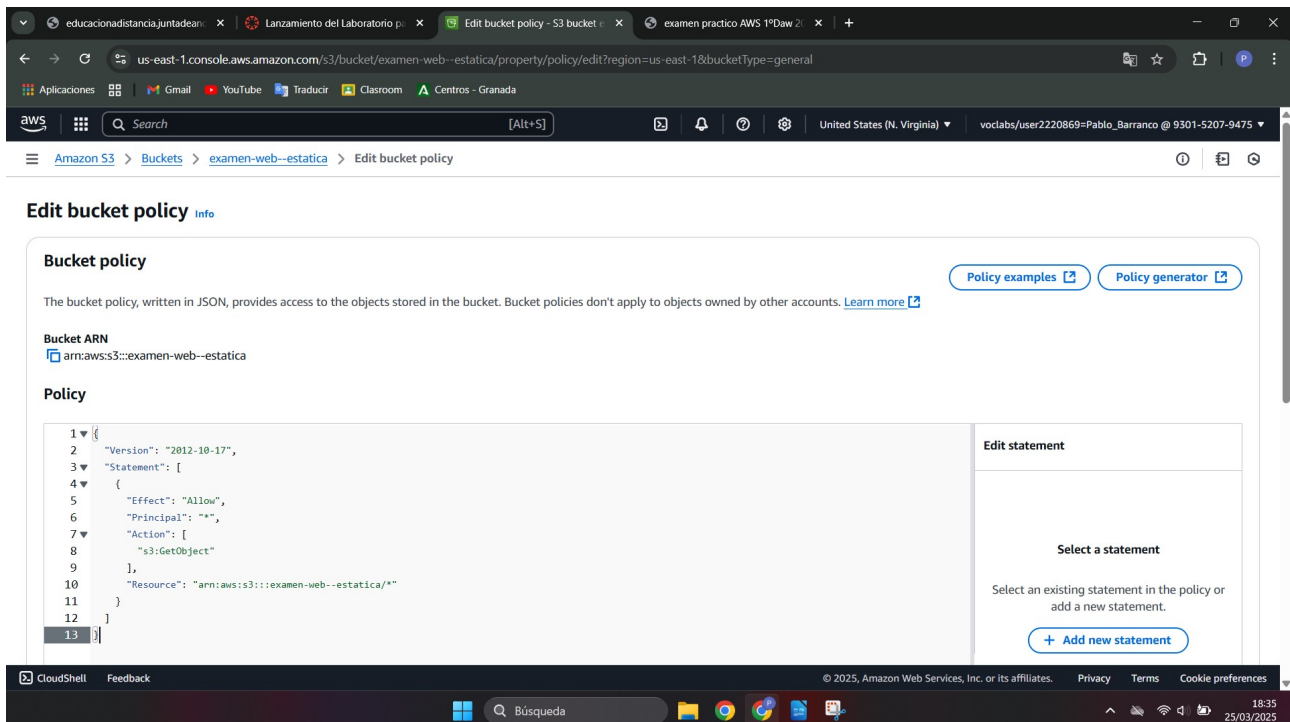 educacionadistancia.juntadeanc
Lanzamiento del Laboratorio pa
Edit bucket policy - S3 bucket e
examen practico AWS 1ºDaw 2
us-east-1.console.aws.amazon.com/s3/bucket/examen-web--estatica/property/policy/edit?region=us-east-1&bucketType=general
P
Aplicaciones
Gmail
YouTube
Traducir
Clasroom
Centros - Granada
aws
Search
[Alt+S]
United States (N. Virginia)
voclabs/user2220869=Pablo_Barranco @ 9301-5207-9475
Amazon S3 > Buckets > examen-web--estatica > Edit bucket policy
Edit bucket policy Info
Bucket policy
Policy examples
Policy generator
The bucket policy, written in JSON, provides access to the objects stored in the bucket. Bucket policies don't apply to objects owned by other accounts. Learn more
Bucket ARN
arn:aws:s3:::examen-web--estatica
Policy
1 {
2 "Version": "2012-10-17",
3 "Statement": [
4 {
5 "Effect": "Allow",
6 "Principal": "*",
7 "Action": [
8 "s3:GetObject"
9 ],
10 "Resource": "arn:aws:s3:::examen-web--estatica/*"
11 }
12 ]
13 }
Edit statement
Select a statement
Select an existing statement in the policy or
add a new statement.
+ Add new statement
CloudShell
Feedback
© 2025, Amazon Web Services, Inc. or its affiliates.
Privacy
Terms
Cookie preferences
Búsqueda
18:35
25/03/2025